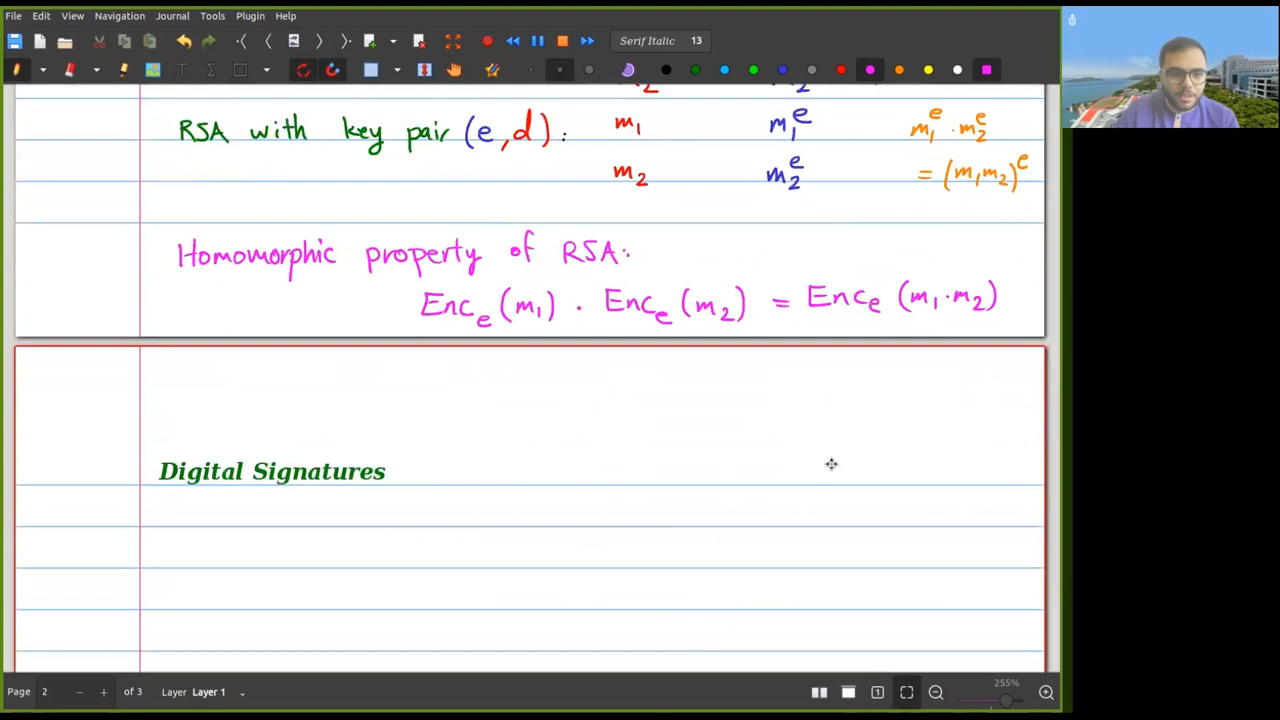 File Edit View Navigation Journal Tools Plugin Help
Serif Italic 13
RSA with key pair (e,d) : m₁ m₁ᵉ m₁ᵉ · m₂ᵉ
m₂ m₂ᵉ = (m₁m₂)ᵉ
Homomorphic property of RSA:
Encₑ (m₁) · Encₑ (m₂) = Encₑ (m₁·m₂)
Digital Signatures
Page 2 − + of 3 Layer Layer 1 255%